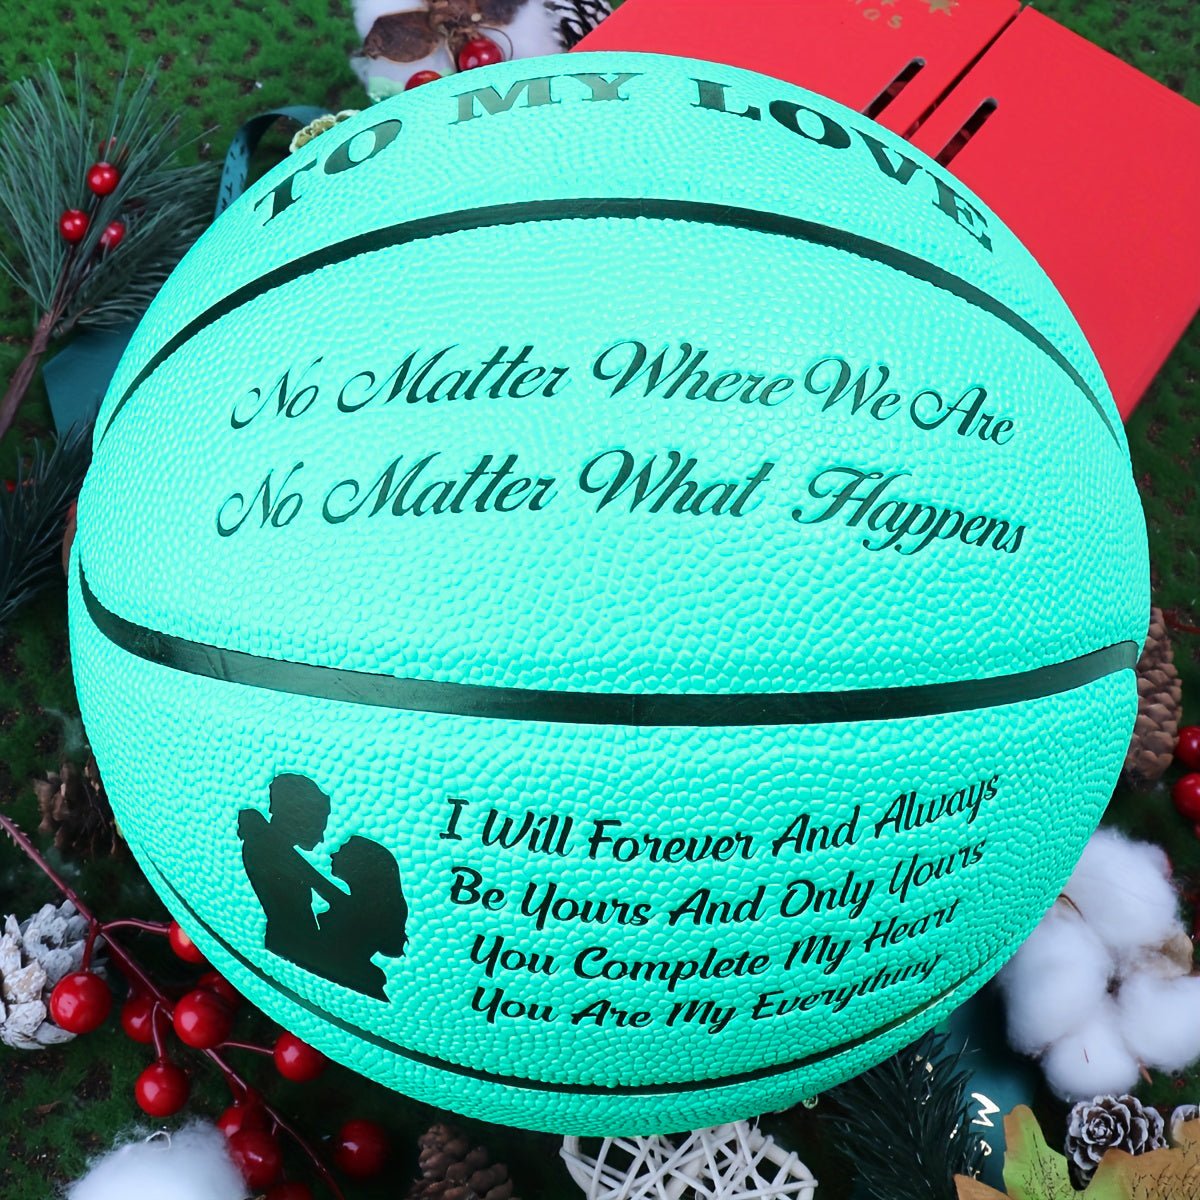 TO MY LOVE
No Matter Where We Are
No Matter What Happens
I Will Forever And Always
Be Yours And Only Yours
You Complete My Heart
You Are My Everything